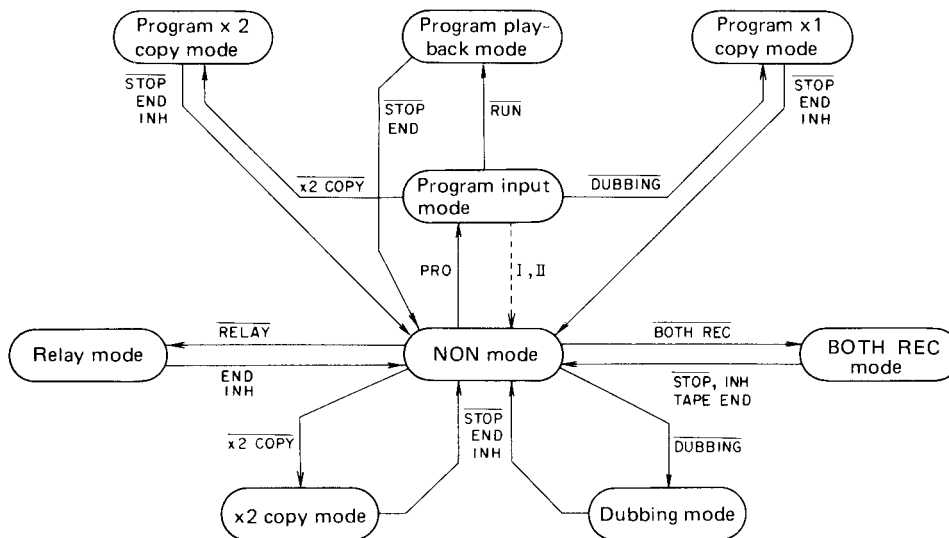 Program x 2
copy mode
Program play-
back mode
Program x1
copy mode
STOP
END
INH
STOP
END
RUN
STOP
END
INH
x2 COPY
Program input
mode
DUBBING
PRO
I, II
RELAY
BOTH REC
Relay mode
NON mode
BOTH REC
mode
END
INH
STOP, INH
TAPE END
x2 COPY
STOP
END
INH
DUBBING
x2 copy mode
Dubbing mode